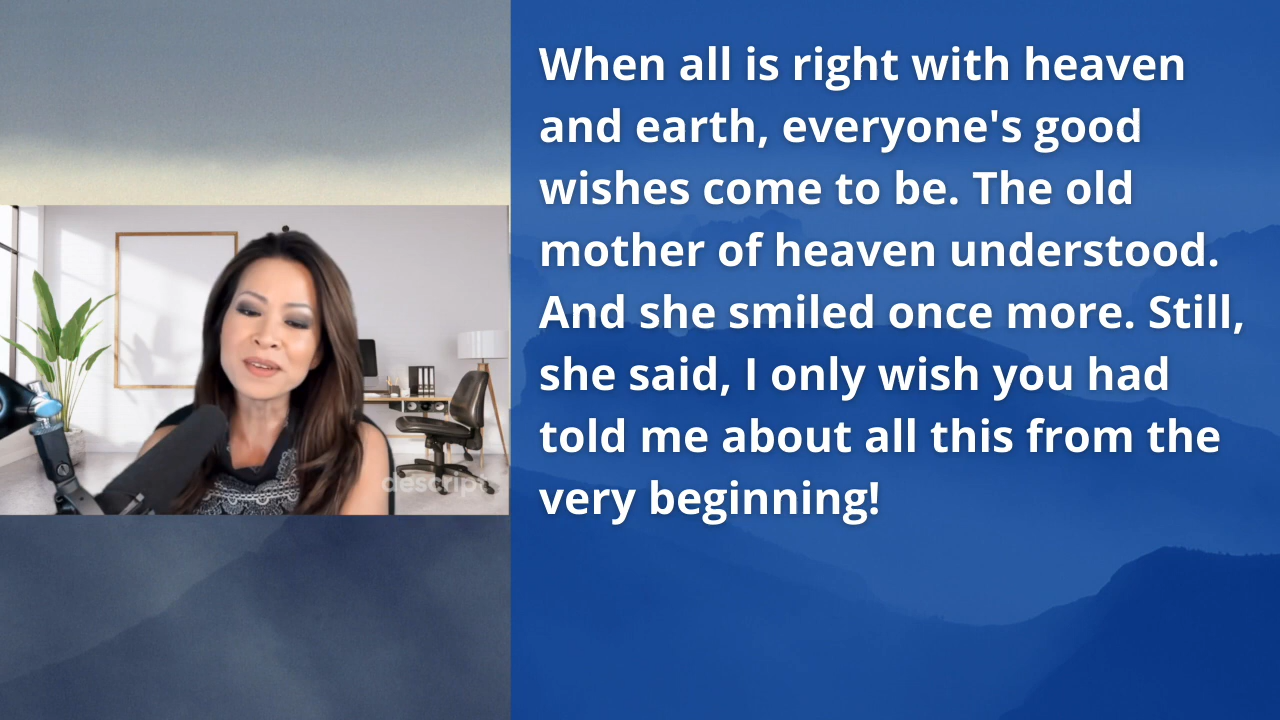 When all is right with heaven
and earth, everyone's good
wishes come to be. The old
mother of heaven understood.
And she smiled once more. Still,
she said, I only wish you had
told me about all this from the
very beginning!
descript